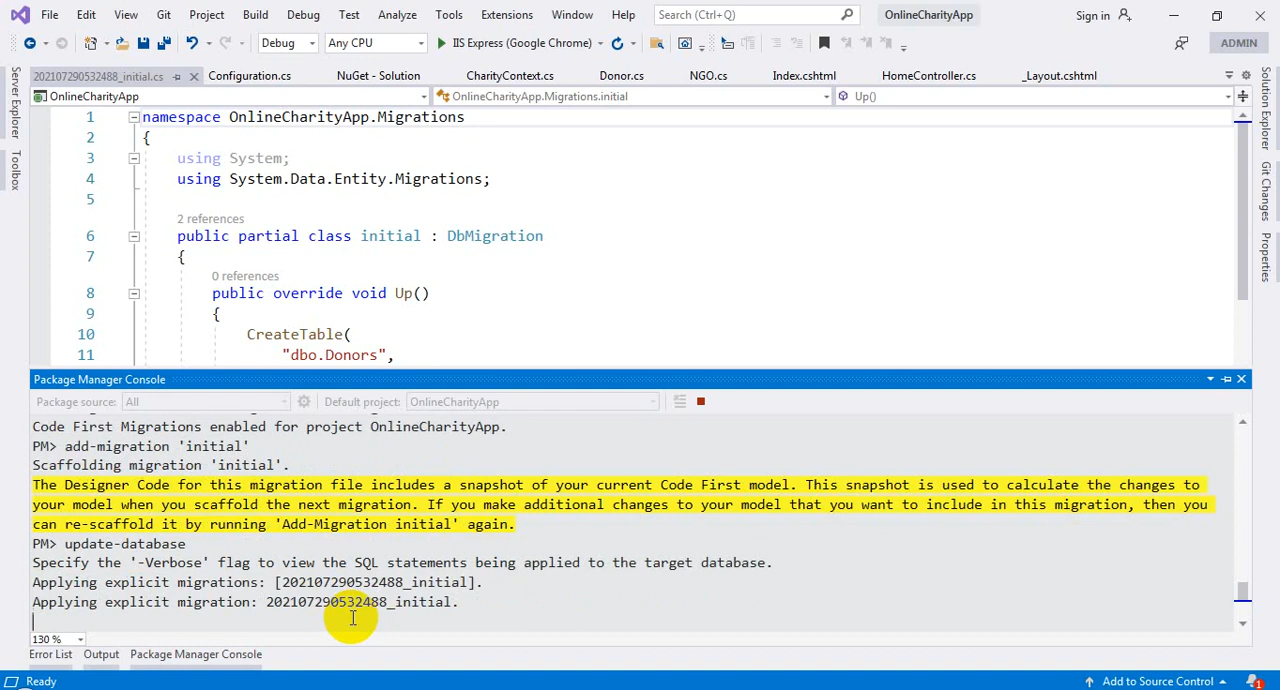 File Edit View Git Project Build Debug Test Analyze Tools Extensions Window Help Search (Ctrl+Q) OnlineCharityApp Sign in
Debug Any CPU IIS Express (Google Chrome) ADMIN
202107290532488_initial.cs Configuration.cs NuGet - Solution CharityContext.cs Donor.cs NGO.cs Index.cshtml HomeController.cs _Layout.cshtml
OnlineCharityApp OnlineCharityApp.Migrations.initial Up()
Server Explorer
Toolbox
Solution Explorer
Git Changes
Properties
1 namespace OnlineCharityApp.Migrations
2 {
3 using System;
4 using System.Data.Entity.Migrations;
5
2 references
6 public partial class initial : DbMigration
7 {
0 references
8 public override void Up()
9 {
10 CreateTable(
11 "dbo.Donors",
Package Manager Console
Package source: All Default project: OnlineCharityApp
Code First Migrations enabled for project OnlineCharityApp.
PM> add-migration 'initial'
Scaffolding migration 'initial'.
The Designer Code for this migration file includes a snapshot of your current Code First model. This snapshot is used to calculate the changes to
your model when you scaffold the next migration. If you make additional changes to your model that you want to include in this migration, then you
can re-scaffold it by running 'Add-Migration initial' again.
PM> update-database
Specify the '-Verbose' flag to view the SQL statements being applied to the target database.
Applying explicit migrations: [202107290532488_initial].
Applying explicit migration: 202107290532488_initial.
130 %
Error List Output Package Manager Console
Ready Add to Source Control 1